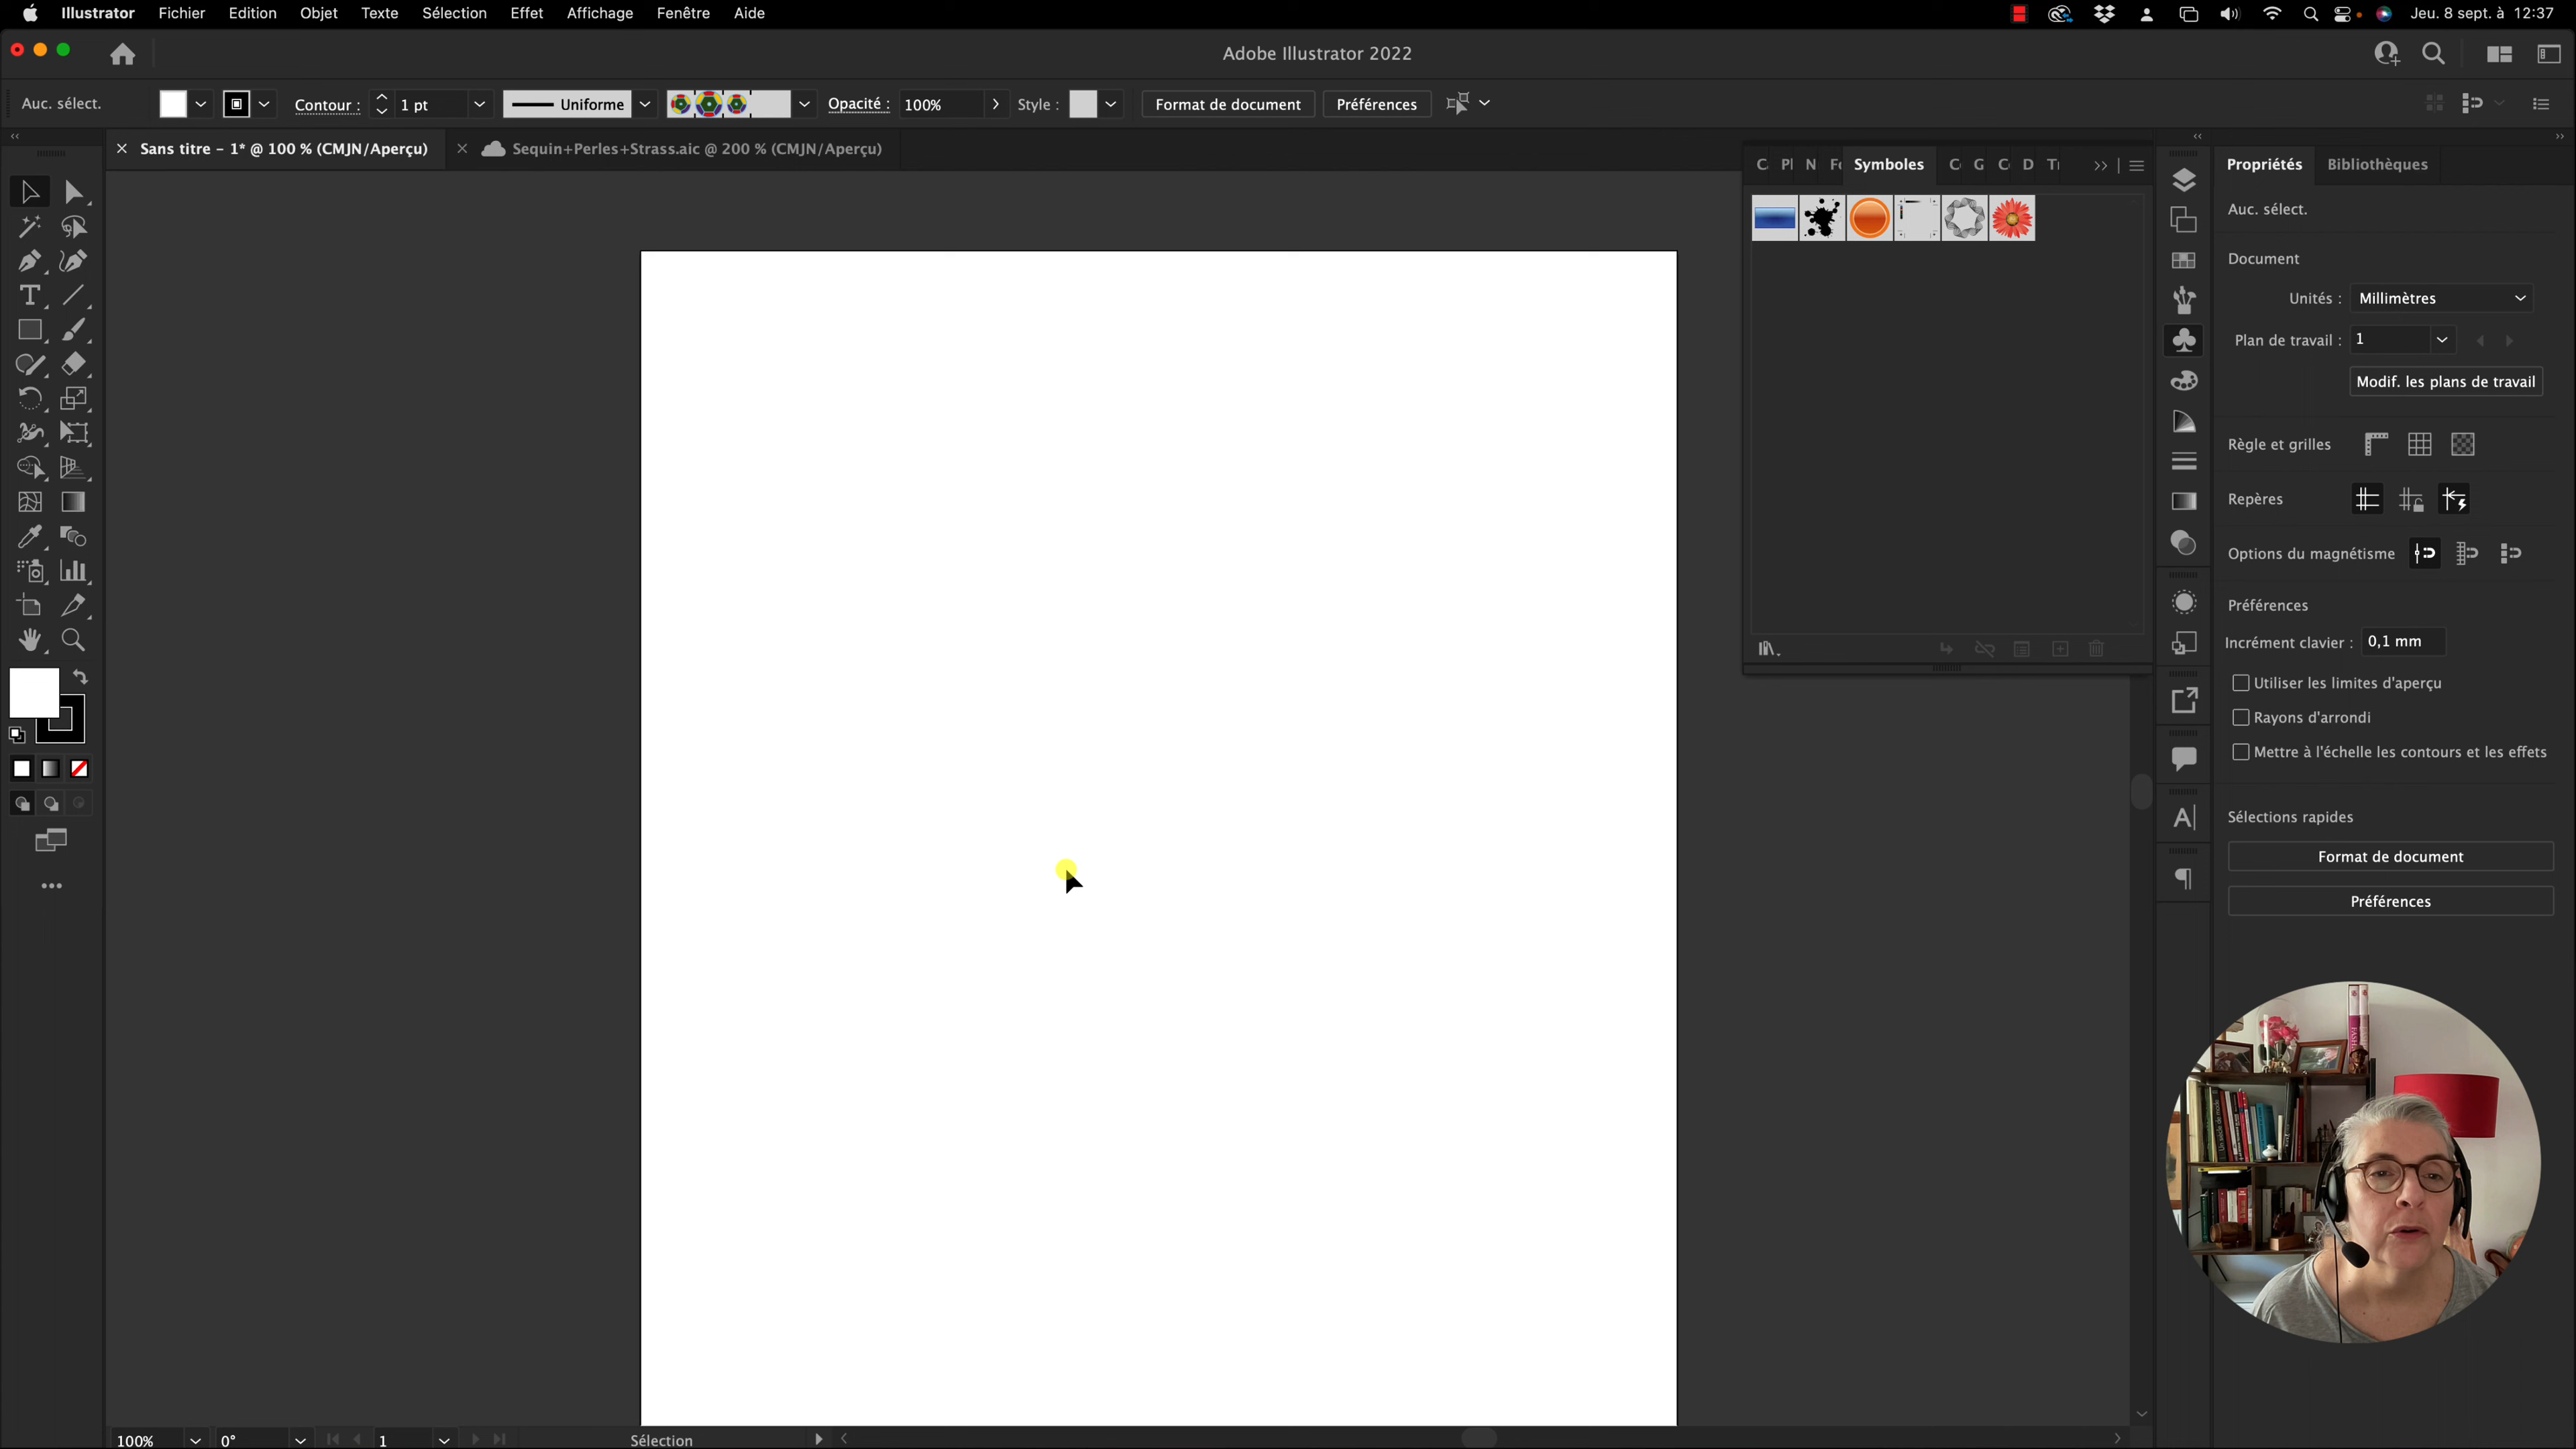 Illustrator Fichier Edition Objet Texte Sélection Effet Affichage Fenêtre Aide
Jeu. 8 sept. à 12:37
Adobe Illustrator 2022
Auc. sélect.
Contour : 1 pt
Uniforme
Opacité : 100%
Style :
Format de document
Préférences
Sans titre – 1* @ 100 % (CMJN/Aperçu)
Sequin+Perles+Strass.aic @ 200 % (CMJN/Aperçu)
Symboles
Propriétés
Bibliothèques
Auc. sélect.
Document
Unités : Millimètres
Plan de travail : 1
Modif. les plans de travail
Règle et grilles
Repères
Options du magnétisme
Préférences
Incrément clavier : 0,1 mm
Utiliser les limites d'aperçu
Rayons d'arrondi
Mettre à l'échelle les contours et les effets
Sélections rapides
Format de document
Préférences
100%
0°
1
Sélection